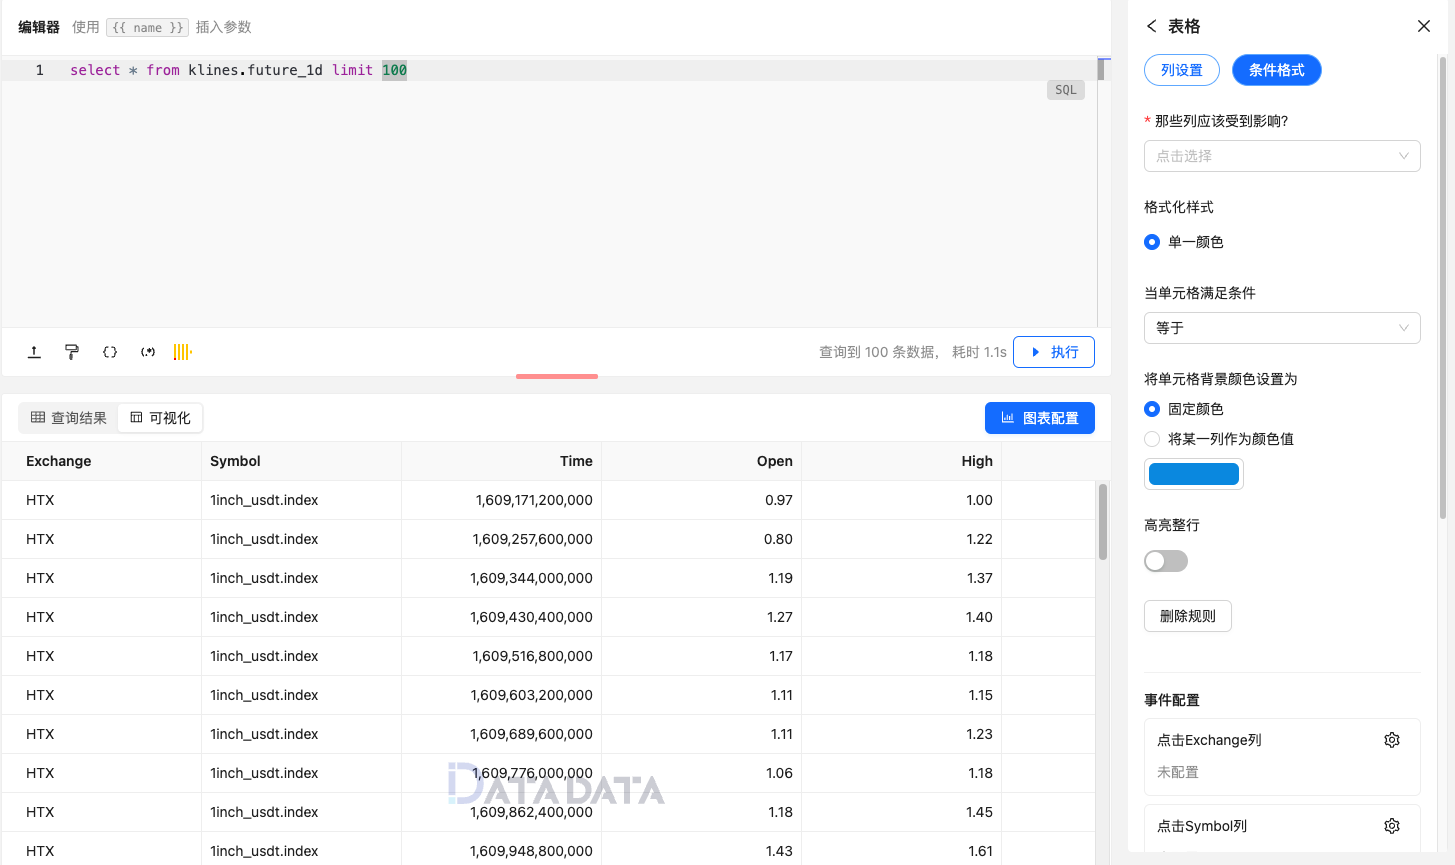 编辑器 使用 {{ name }} 插入参数
1 select * from klines.future_1d limit 100
SQL
查询到 100 条数据， 耗时 1.1s 执行
查询结果 可视化 图表配置
Exchange Symbol Time Open High
HTX 1inch_usdt.index 1,609,171,200,000 0.97 1.00
HTX 1inch_usdt.index 1,609,257,600,000 0.80 1.22
HTX 1inch_usdt.index 1,609,344,000,000 1.19 1.37
HTX 1inch_usdt.index 1,609,430,400,000 1.27 1.40
HTX 1inch_usdt.index 1,609,516,800,000 1.17 1.18
HTX 1inch_usdt.index 1,609,603,200,000 1.11 1.15
HTX 1inch_usdt.index 1,609,689,600,000 1.11 1.23
HTX 1inch_usdt.index 1,609,776,000,000 1.06 1.18
DATA DATA
HTX 1inch_usdt.index 1,609,862,400,000 1.18 1.45
HTX 1inch_usdt.index 1,609,948,800,000 1.43 1.61
表格
列设置 条件格式
* 那些列应该受到影响?
点击选择
格式化样式
单一颜色
当单元格满足条件
等于
将单元格背景颜色设置为
固定颜色
将某一列作为颜色值
高亮整行
删除规则
事件配置
点击Exchange列
未配置
点击Symbol列